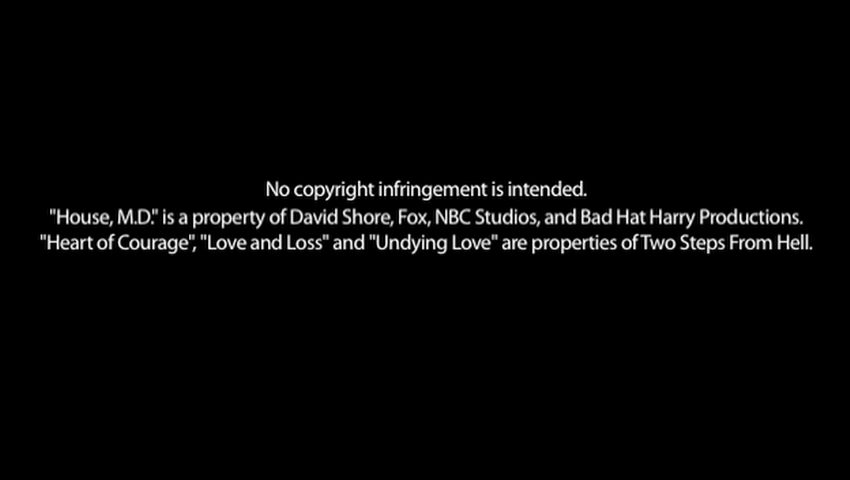 No copyright infringement is intended.
"House, M.D." is a property of David Shore, Fox, NBC Studios, and Bad Hat Harry Productions.
"Heart of Courage", "Love and Loss" and "Undying Love" are properties of Two Steps From Hell.